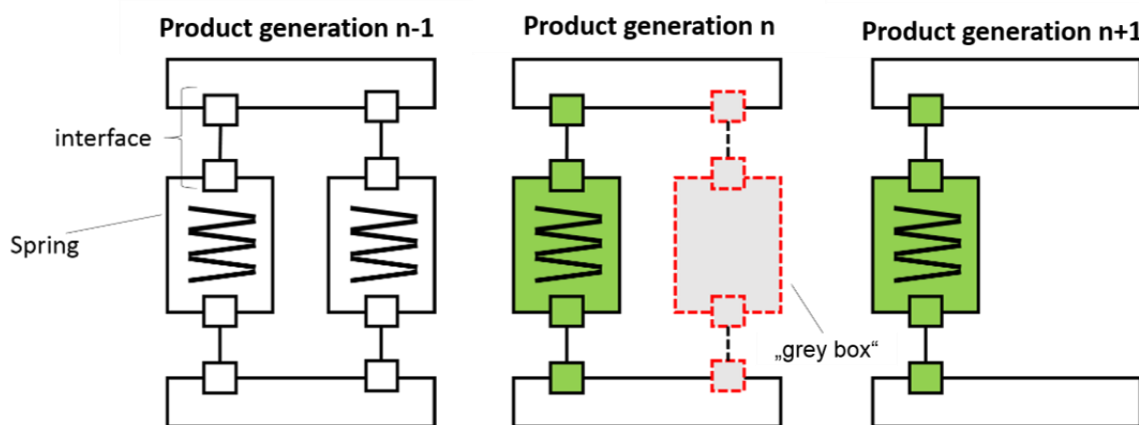 Product generation n-1
Product generation n
Product generation n+1
interface
Spring
„grey box“